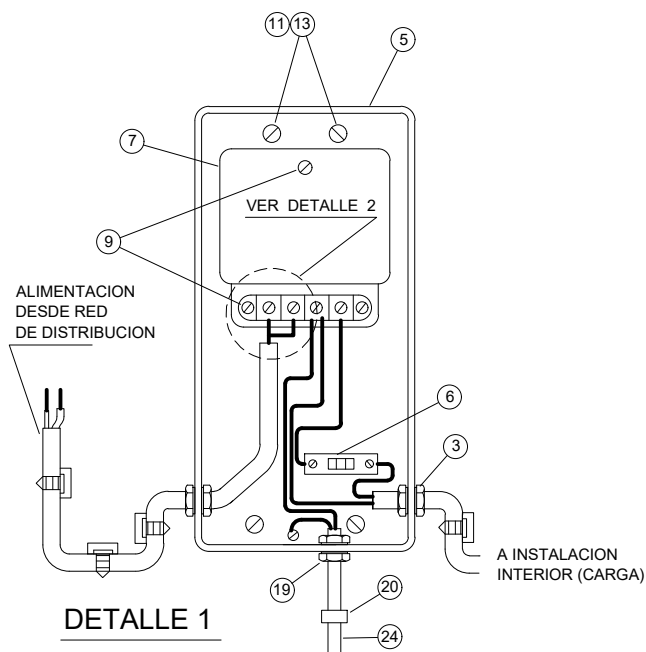 11 13
5
7
VER DETALLE 2
9
ALIMENTACION
DESDE RED
DE DISTRIBUCION
6
3
A INSTALACION
INTERIOR (CARGA)
19
20
24
DETALLE 1